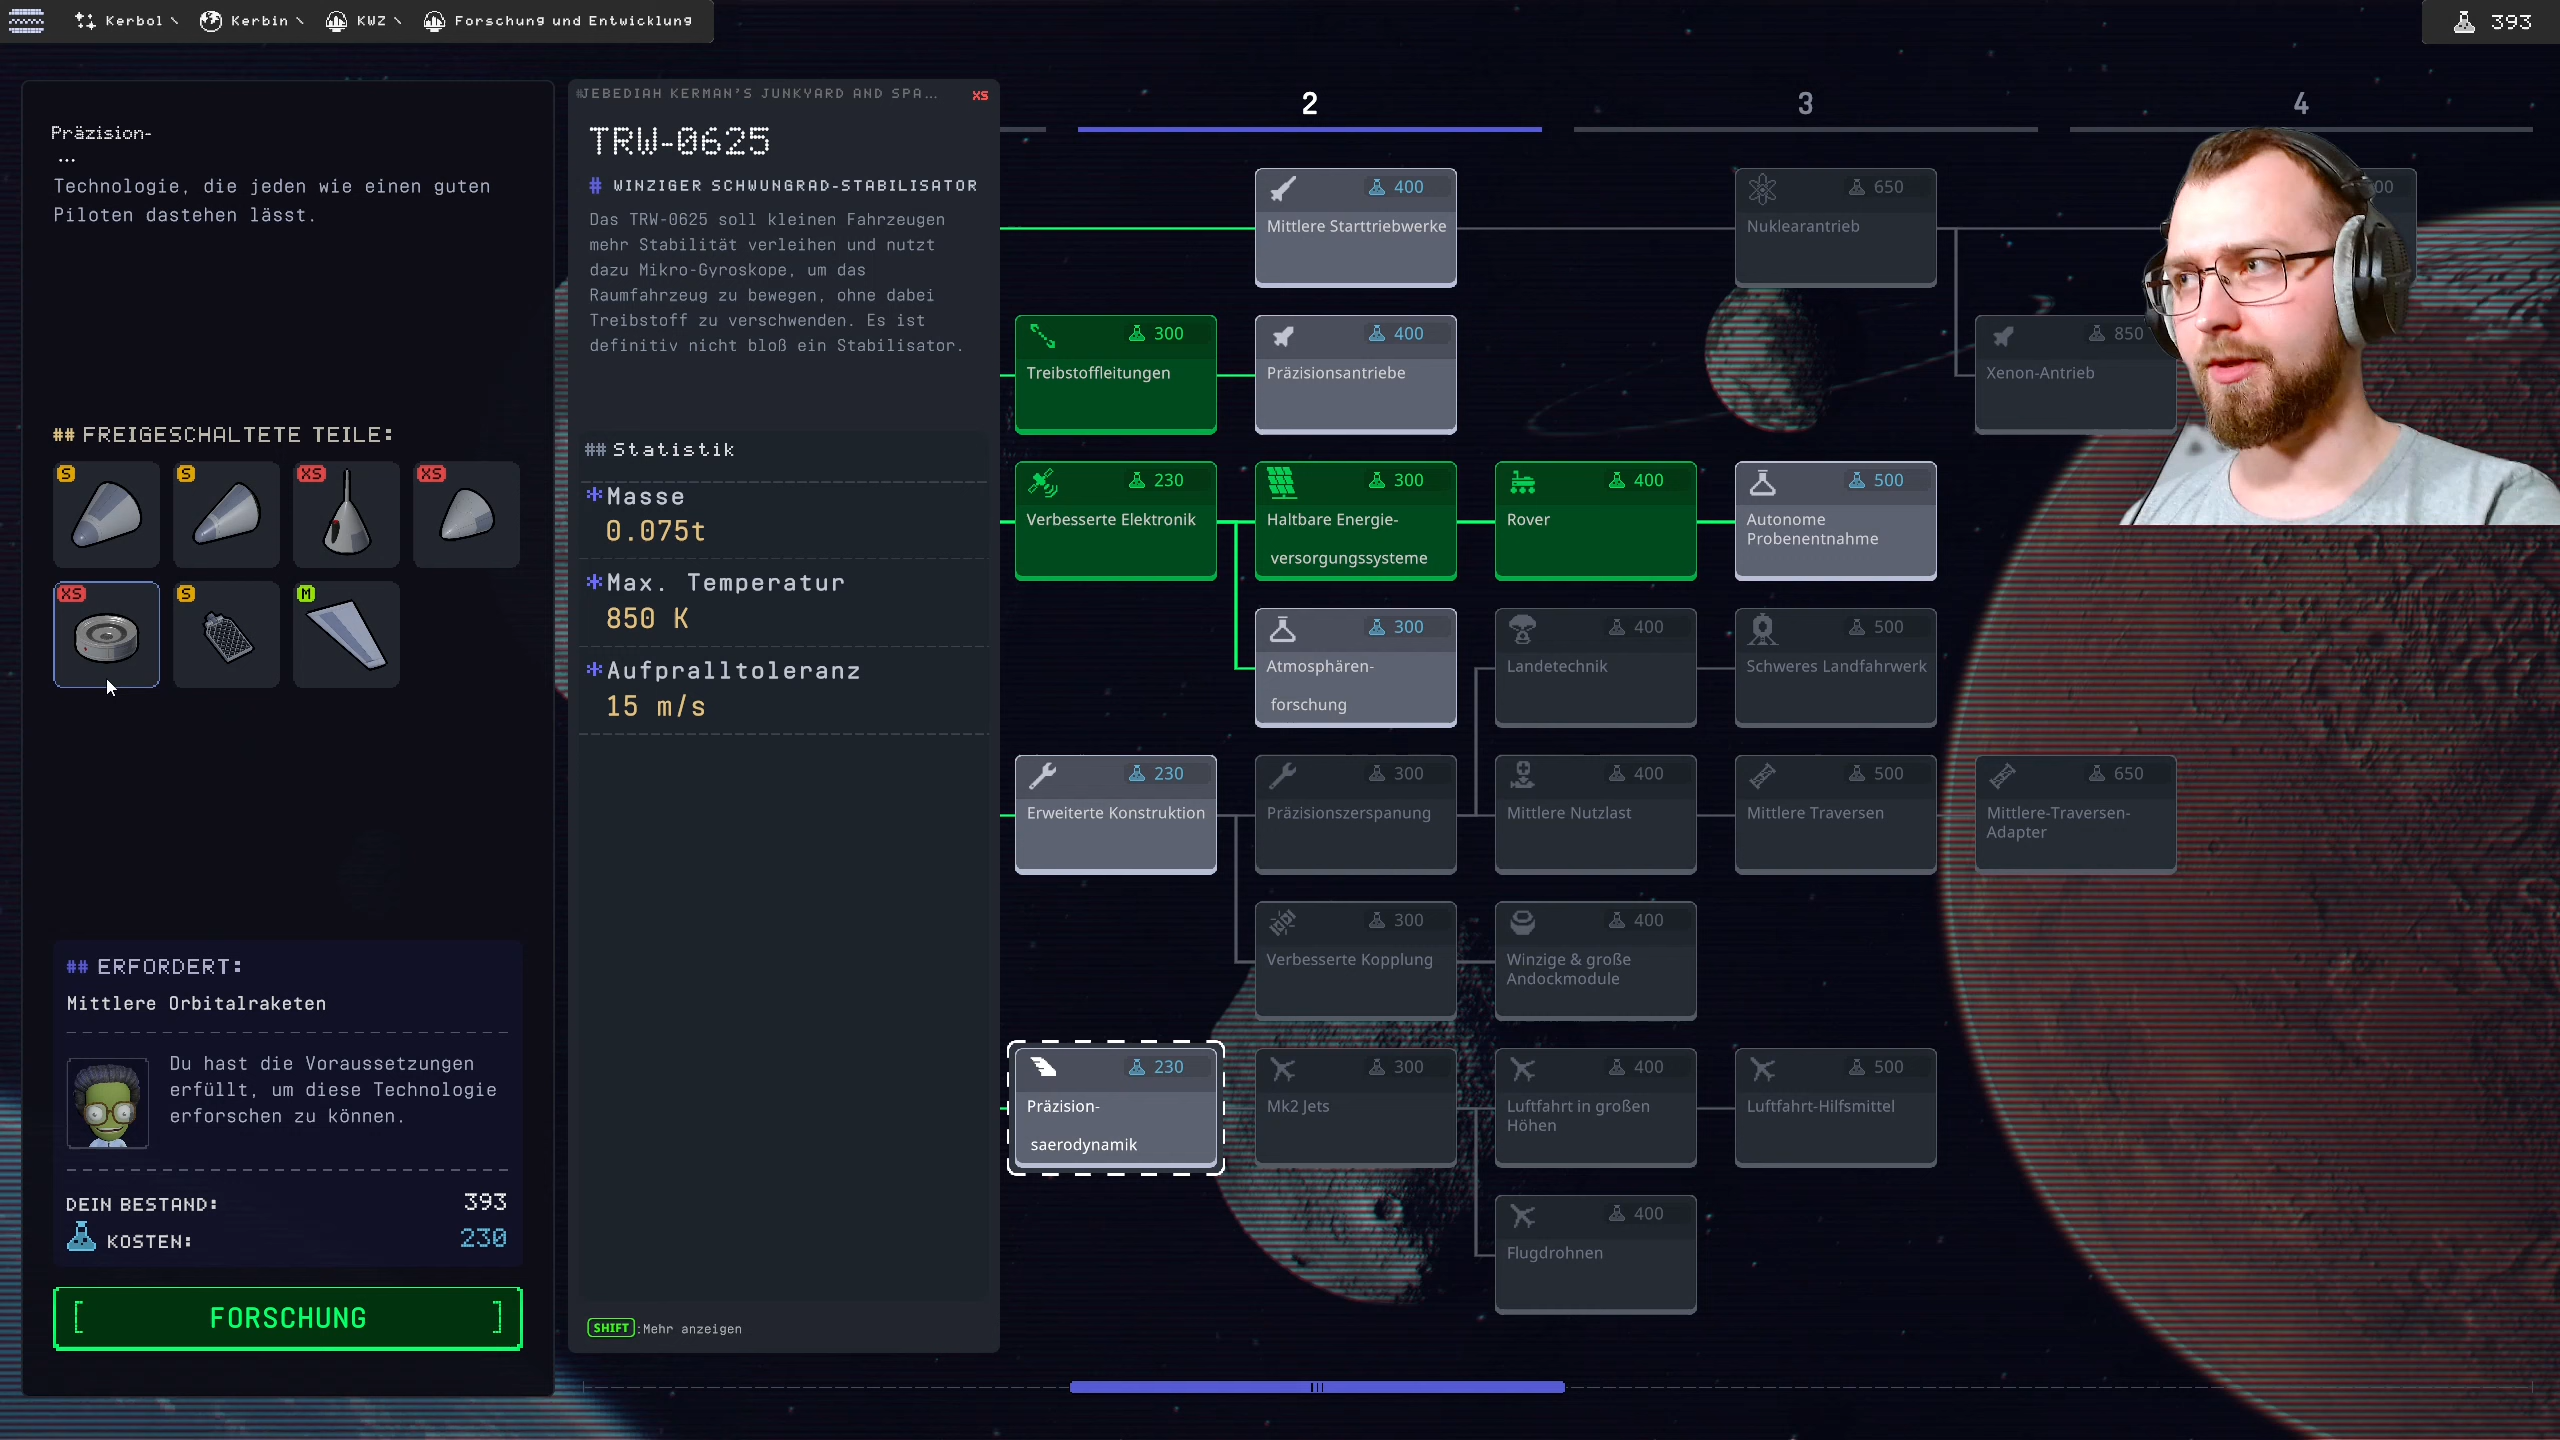 Kerbol \ Kerbin \ KWZ \ Forschung und Entwicklung
393
Präzision-
...
Technologie, die jeden wie einen guten
Piloten dastehen lässt.
## FREIGESCHALTETE TEILE:
S S XS XS
XS S M
## ERFORDERT:
Mittlere Orbitalraketen
Du hast die Voraussetzungen
erfüllt, um diese Technologie
erforschen zu können.
DEIN BESTAND: 393
KOSTEN: 230
[ FORSCHUNG ]
#JEBEDIAH KERMAN'S JUNKYARD AND SPA... XS
TRW-0625
# WINZIGER SCHWUNGRAD-STABILISATOR
Das TRW-0625 soll kleinen Fahrzeugen
mehr Stabilität verleihen und nutzt
dazu Mikro-Gyroskope, um das
Raumfahrzeug zu bewegen, ohne dabei
Treibstoff zu verschwenden. Es ist
definitiv nicht bloß ein Stabilisator.
## Statistik
*Masse
0.075t
*Max. Temperatur
850 K
*Aufpralltoleranz
15 m/s
SHIFT :Mehr anzeigen
2 3 4
400
Mittlere Starttriebwerke
650
Nuklearantrieb
300
Treibstoffleitungen
400
Präzisionsantriebe
850
Xenon-Antrieb
230
Verbesserte Elektronik
300
Haltbare Energie-
versorgungssysteme
400
Rover
500
Autonome
Probenentnahme
300
Atmosphären-
forschung
400
Landetechnik
500
Schweres Landfahrwerk
230
Erweiterte Konstruktion
300
Präzisionszerspanung
400
Mittlere Nutzlast
500
Mittlere Traversen
650
Mittlere-Traversen-
Adapter
300
Verbesserte Kopplung
400
Winzige & große
Andockmodule
230
Präzision-
saerodynamik
300
Mk2 Jets
400
Luftfahrt in großen
Höhen
500
Luftfahrt-Hilfsmittel
400
Flugdrohnen